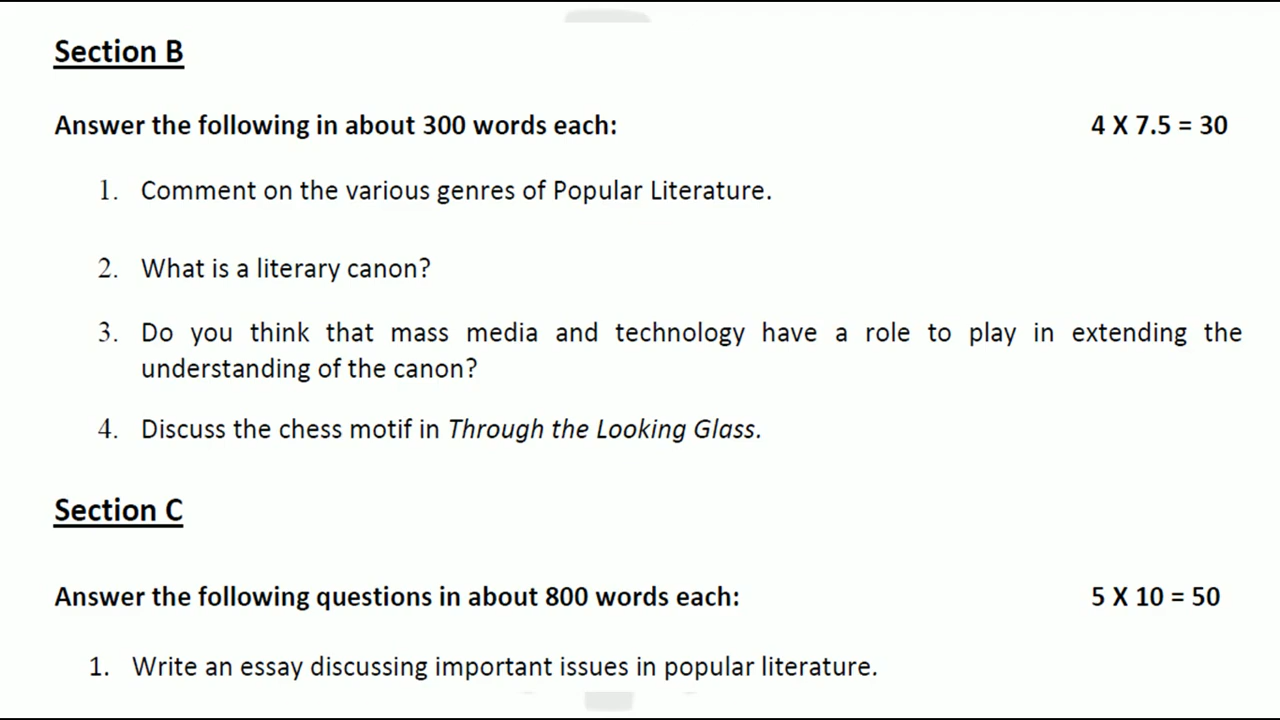 Section B
Answer the following in about 300 words each: 4 X 7.5 = 30
1. Comment on the various genres of Popular Literature.
2. What is a literary canon?
3. Do you think that mass media and technology have a role to play in extending the
understanding of the canon?
4. Discuss the chess motif in Through the Looking Glass.
Section C
Answer the following questions in about 800 words each: 5 X 10 = 50
1. Write an essay discussing important issues in popular literature.